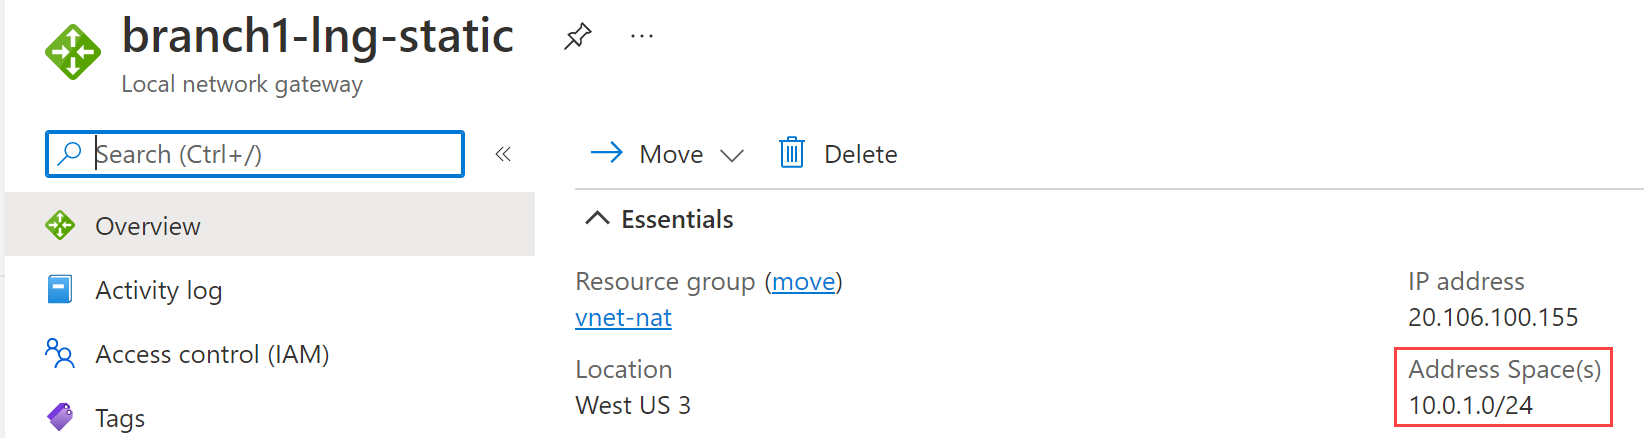 branch1-lng-static
Local network gateway
Search (Ctrl+/)
Overview
Activity log
Access control (IAM)
Tags
Move
Delete
Essentials
Resource group (move)
vnet-nat
Location
West US 3
IP address
20.106.100.155
Address Space(s)
10.0.1.0/24